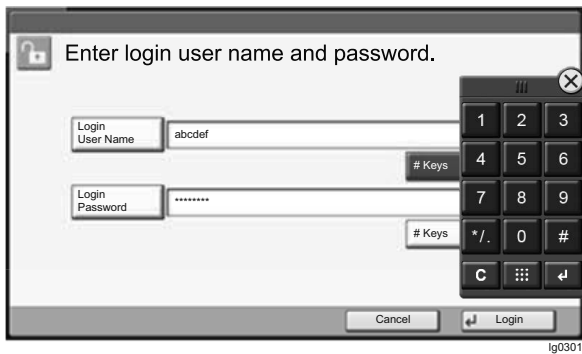 Enter login user name and password.
Login
User Name
abcdef
# Keys
Login
Password
********
# Keys
1 2 3
4 5 6
7 8 9
*/. 0 #
C
Cancel
Login
lg0301